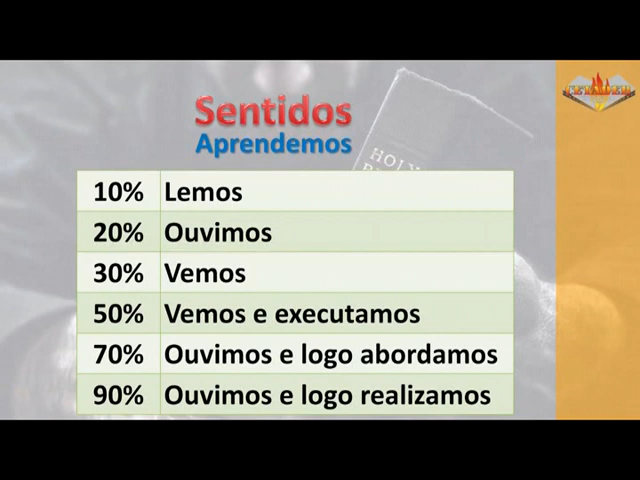 Sentidos
Aprendemos
HOLY
10% Lemos
20% Ouvimos
30% Vemos
50% Vemos e executamos
70% Ouvimos e logo abordamos
90% Ouvimos e logo realizamos